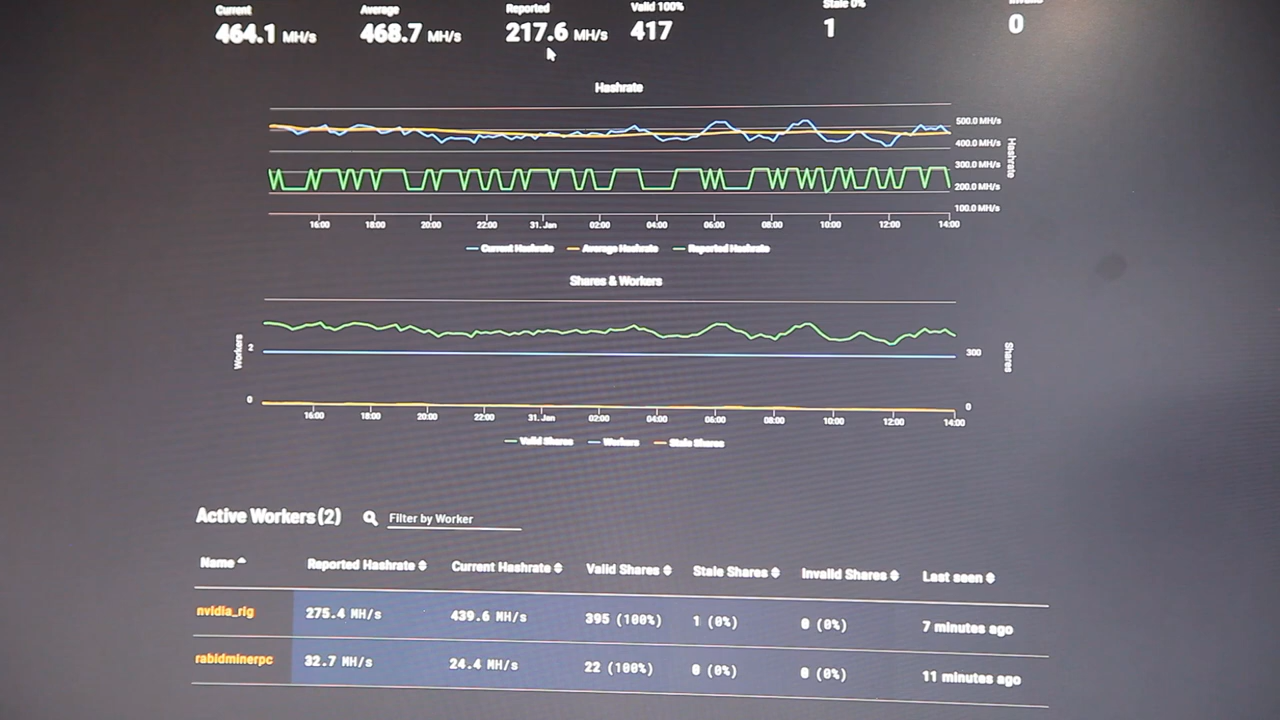 Current Average Reported Valid 100% Stale 0% Invalid
464.1 MH/s 468.7 MH/s 217.6 MH/s 417 1 0
Hashrate
500.0 MH/s
400.0 MH/s
300.0 MH/s
200.0 MH/s
100.0 MH/s
Hashrate
16:00 18:00 20:00 22:00 31. Jan 02:00 04:00 06:00 08:00 10:00 12:00 14:00
Current Hashrate Average Hashrate Reported Hashrate
Shares & Workers
Workers
2
0
300
0
Shares
16:00 18:00 20:00 22:00 31. Jan 02:00 04:00 06:00 08:00 10:00 12:00 14:00
Valid Shares Workers Stale Shares
Active Workers (2) Filter by Worker
Name Reported Hashrate Current Hashrate Valid Shares Stale Shares Invalid Shares Last seen
nvidia_rig 275.4 MH/s 439.6 MH/s 395 (100%) 1 (0%) 0 (0%) 7 minutes ago
rabidminerpc 32.7 MH/s 24.4 MH/s 22 (100%) 0 (0%) 0 (0%) 11 minutes ago